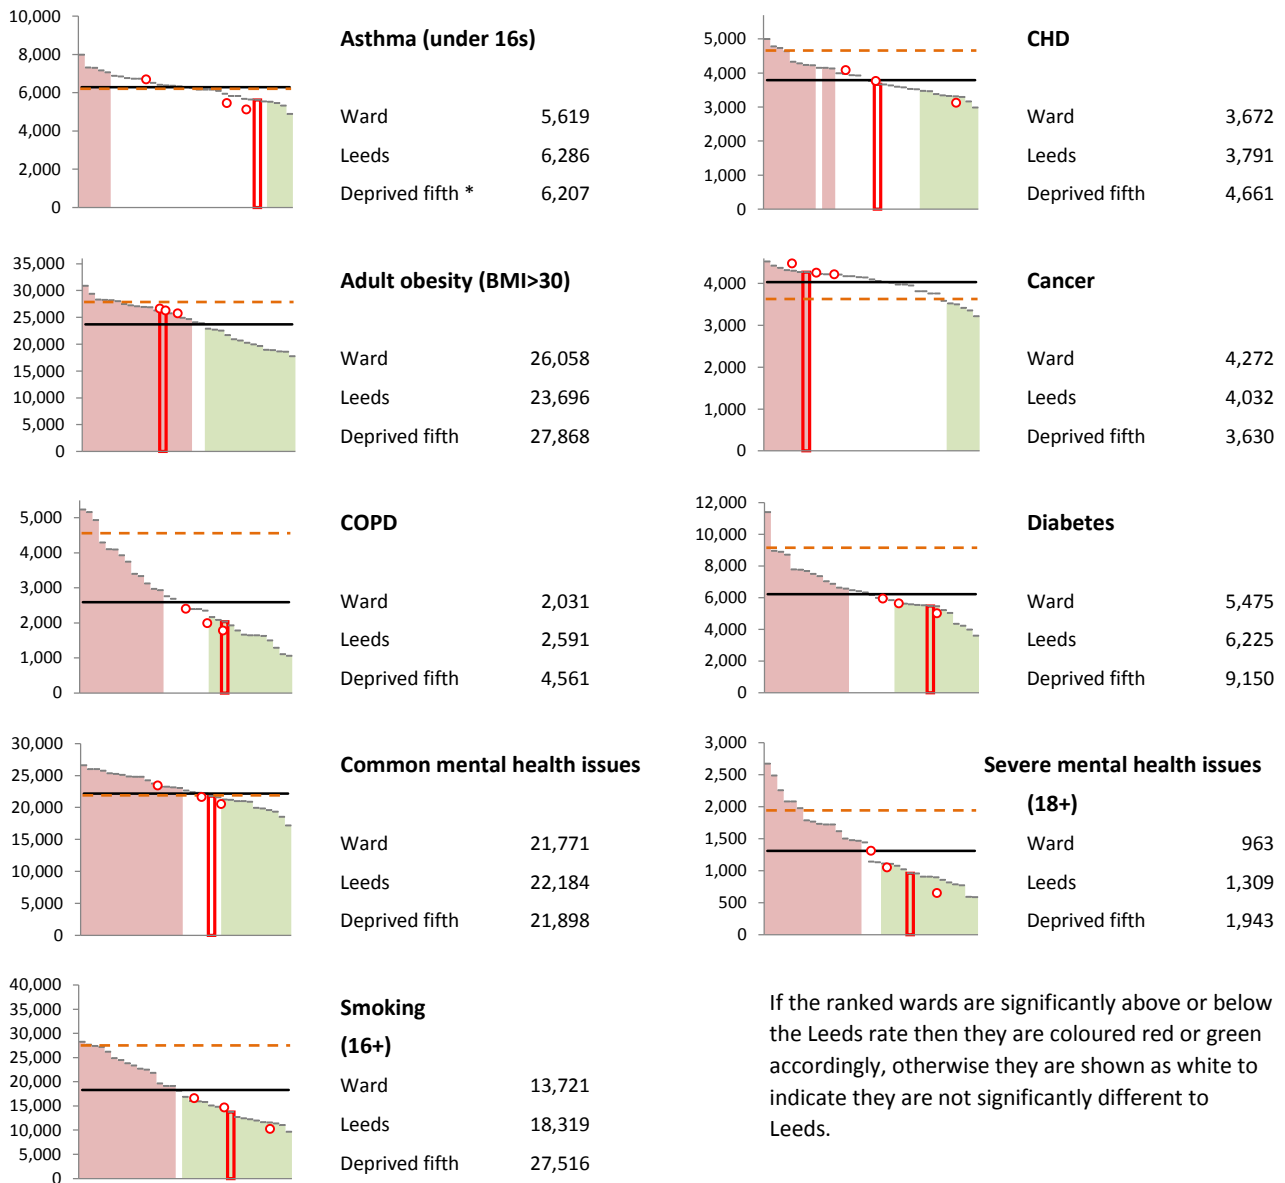 Asthma (under 16s)
10,000
8,000
6,000
4,000
2,000
0
Ward 5,619
Leeds 6,286
Deprived fifth * 6,207
CHD
5,000
4,000
3,000
2,000
1,000
0
Ward 3,672
Leeds 3,791
Deprived fifth 4,661
Adult obesity (BMI>30)
35,000
30,000
25,000
20,000
15,000
10,000
5,000
0
Ward 26,058
Leeds 23,696
Deprived fifth 27,868
Cancer
4,000
3,000
2,000
1,000
0
Ward 4,272
Leeds 4,032
Deprived fifth 3,630
COPD
5,000
4,000
3,000
2,000
1,000
0
Ward 2,031
Leeds 2,591
Deprived fifth 4,561
Diabetes
12,000
10,000
8,000
6,000
4,000
2,000
0
Ward 5,475
Leeds 6,225
Deprived fifth 9,150
Common mental health issues
30,000
25,000
20,000
15,000
10,000
5,000
0
Ward 21,771
Leeds 22,184
Deprived fifth 21,898
Severe mental health issues
(18+)
3,000
2,500
2,000
1,500
1,000
500
0
Ward 963
Leeds 1,309
Deprived fifth 1,943
Smoking
(16+)
40,000
35,000
30,000
25,000
20,000
15,000
10,000
5,000
0
Ward 13,721
Leeds 18,319
Deprived fifth 27,516
If the ranked wards are significantly above or below
the Leeds rate then they are coloured red or green
accordingly, otherwise they are shown as white to
indicate they are not significantly different to
Leeds.